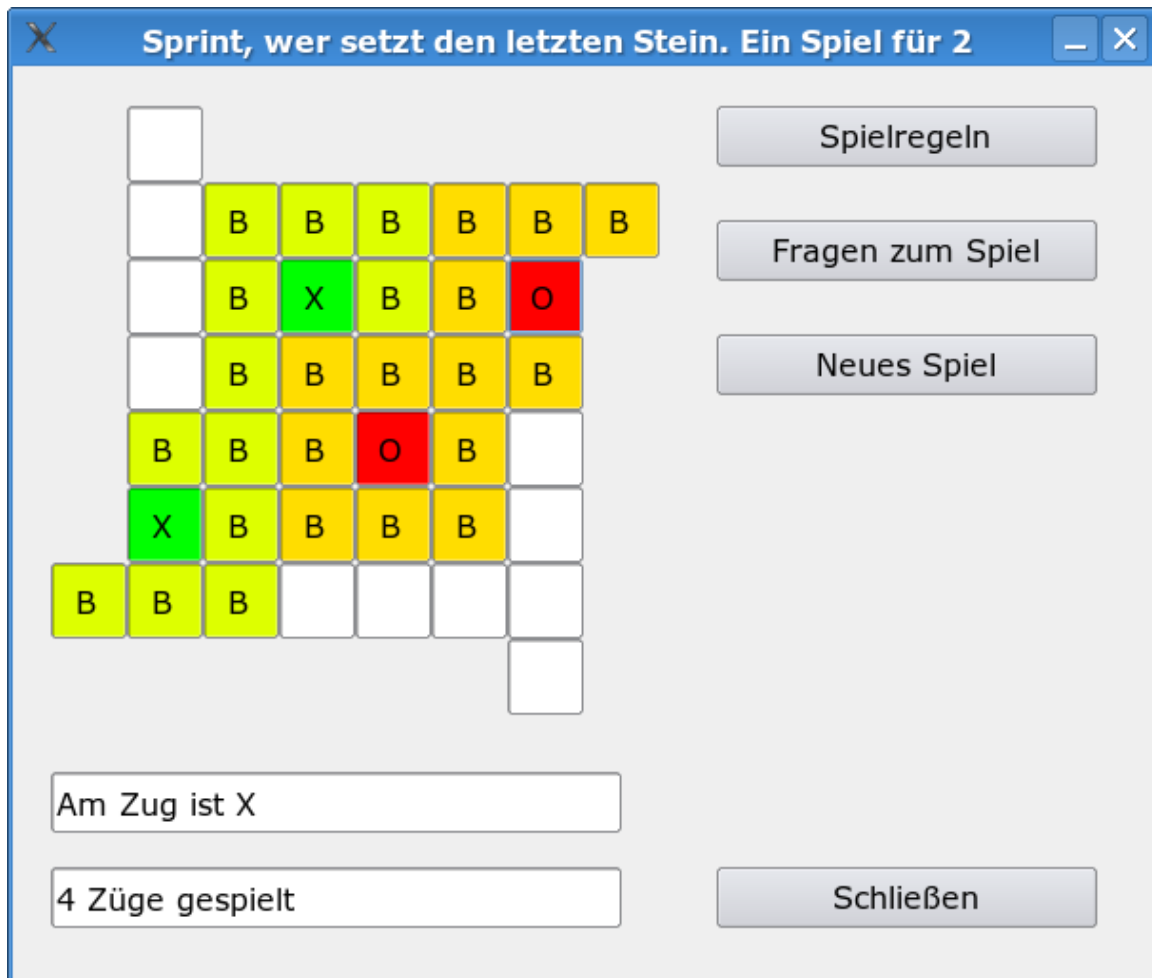 Sprint, wer setzt den letzten Stein. Ein Spiel für 2
Spielregeln
B B B B B B
Fragen zum Spiel
B X B B O
B B B B B
Neues Spiel
B B B O B
X B B B B
B B B
Am Zug ist X
4 Züge gespielt
Schließen